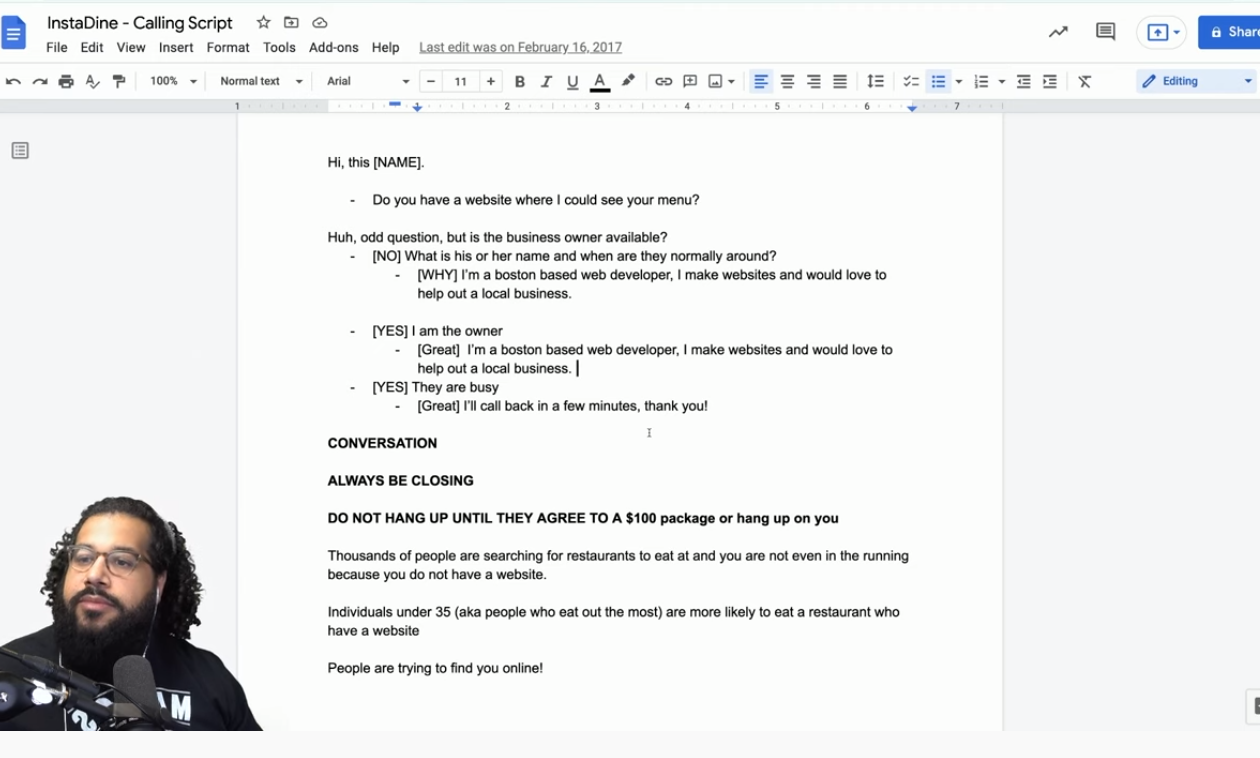 InstaDine - Calling Script
File Edit View Insert Format Tools Add-ons Help Last edit was on February 16, 2017
Share
100% Normal text Arial 11 B I U A Editing
1 1 2 3 4 5 6 7
Hi, this [NAME].
- Do you have a website where I could see your menu?
Huh, odd question, but is the business owner available?
- [NO] What is his or her name and when are they normally around?
- [WHY] I'm a boston based web developer, I make websites and would love to
help out a local business.
- [YES] I am the owner
- [Great] I'm a boston based web developer, I make websites and would love to
help out a local business.
- [YES] They are busy
- [Great] I'll call back in a few minutes, thank you!
CONVERSATION
ALWAYS BE CLOSING
DO NOT HANG UP UNTIL THEY AGREE TO A $100 package or hang up on you
Thousands of people are searching for restaurants to eat at and you are not even in the running
because you do not have a website.
Individuals under 35 (aka people who eat out the most) are more likely to eat a restaurant who
have a website
People are trying to find you online!